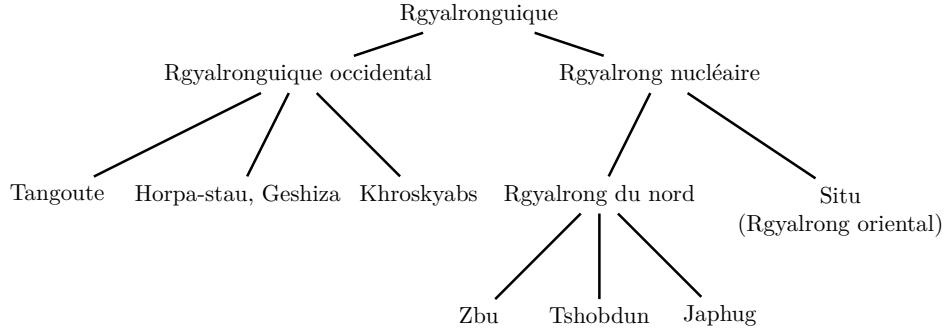 Rgyalronguique
Rgyalronguique occidental
Rgyalrong nucléaire
Tangoute
Horpa-stau, Geshiza
Khroskyabs
Rgyalrong du nord
Situ
(Rgyalrong oriental)
Zbu
Tshobdun
Japhug